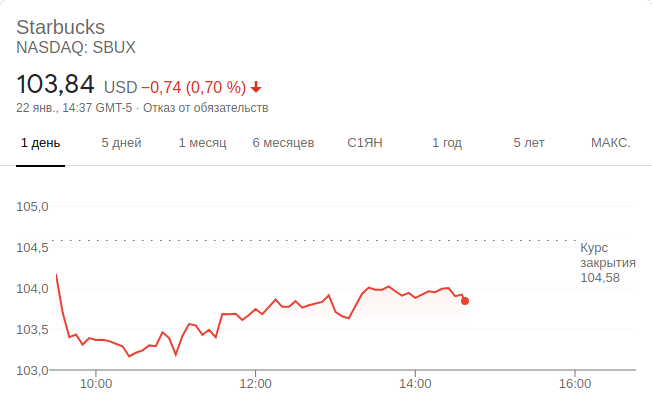 Starbucks
NASDAQ: SBUX
103,84 USD −0,74 (0,70 %)
22 янв., 14:37 GMT-5 · Отказ от обязательств
1 день 5 дней 1 месяц 6 месяцев С1ЯН 1 год 5 лет МАКС.
105,0
104,5
104,0
103,5
103,0
Курс
закрытия
104,58
10:00 12:00 14:00 16:00